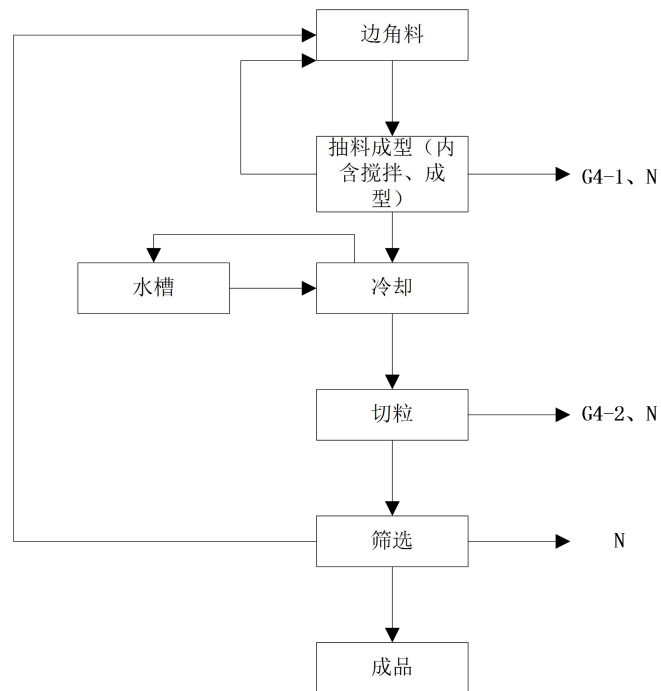 边角料
抽料成型（内
含搅拌、成
型）
G4-1、N
水槽
冷却
切粒
G4-2、N
筛选
N
成品